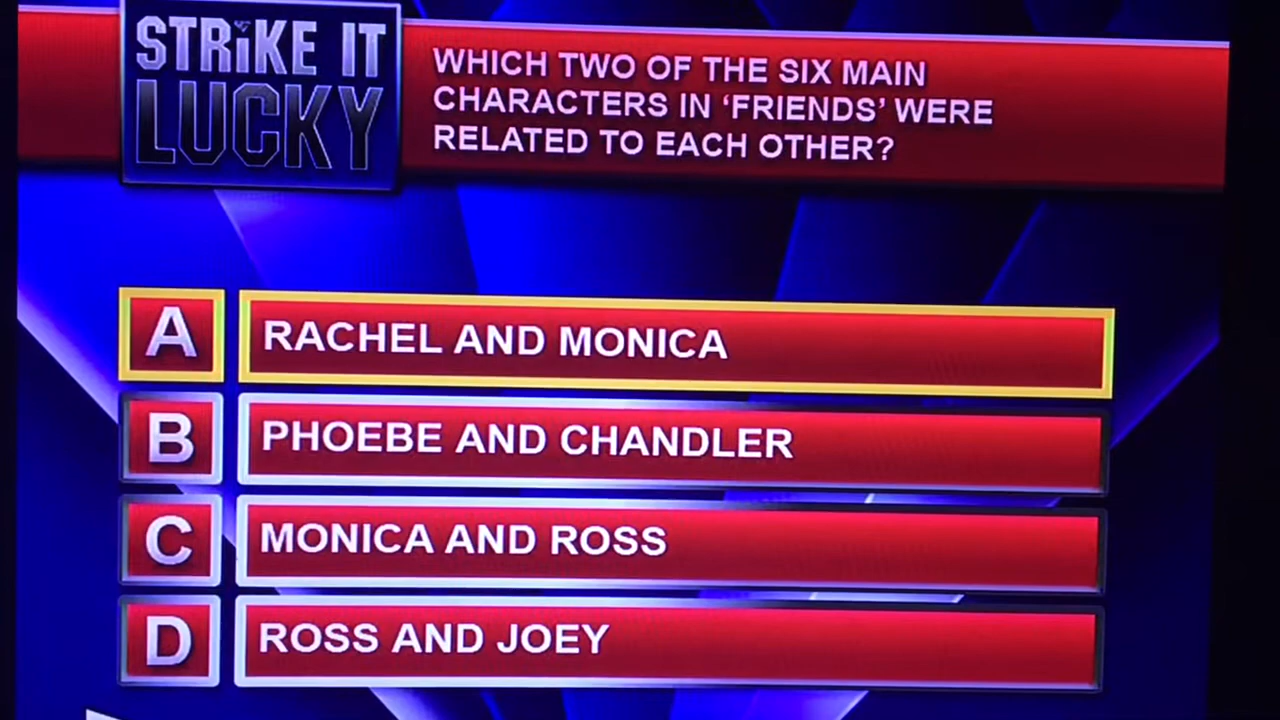 STRiKE IT
LUCKY
WHICH TWO OF THE SIX MAIN
CHARACTERS IN ‘FRIENDS’ WERE
RELATED TO EACH OTHER?
A
RACHEL AND MONICA
B
PHOEBE AND CHANDLER
C
MONICA AND ROSS
D
ROSS AND JOEY